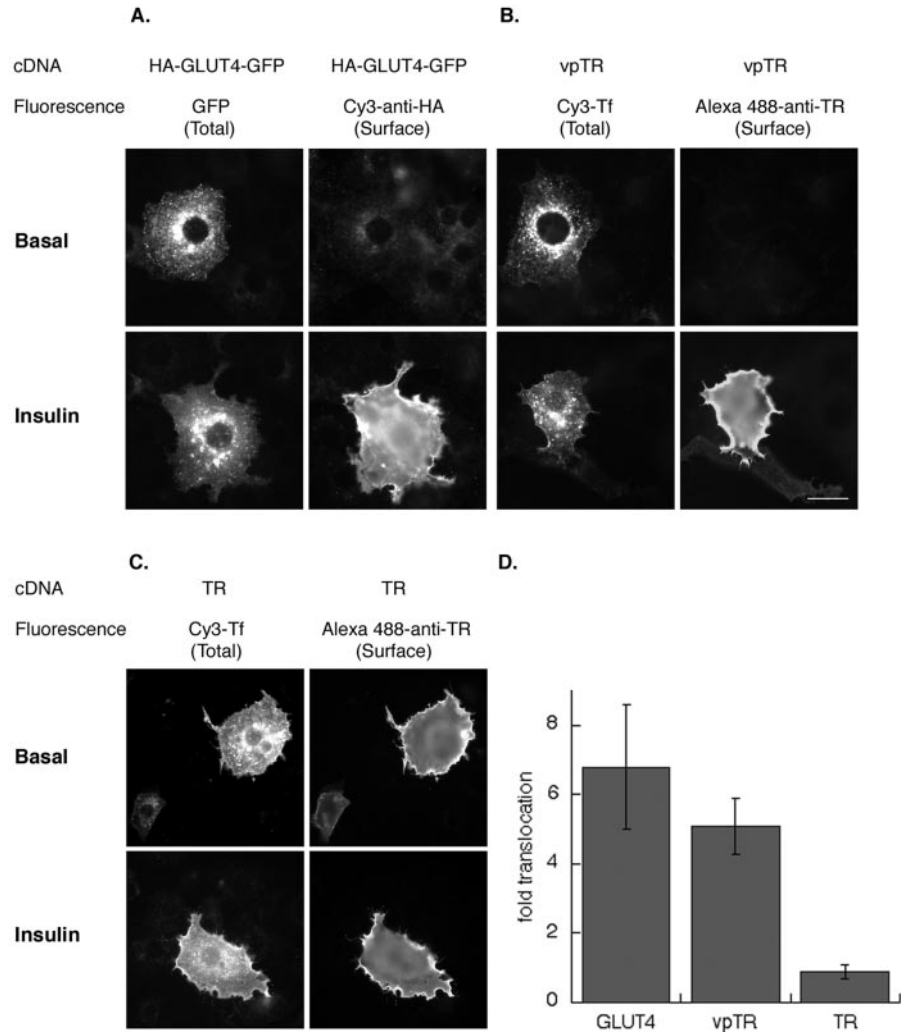 A.
B.
cDNA HA-GLUT4-GFP HA-GLUT4-GFP vpTR vpTR
Fluorescence GFP Cy3-anti-HA Cy3-Tf Alexa 488-anti-TR
(Total) (Surface) (Total) (Surface)
Basal
Insulin
C.
D.
cDNA TR TR
Fluorescence Cy3-Tf Alexa 488-anti-TR
(Total) (Surface)
Basal
Insulin
fold translocation
8
6
4
2
0
GLUT4 vpTR TR